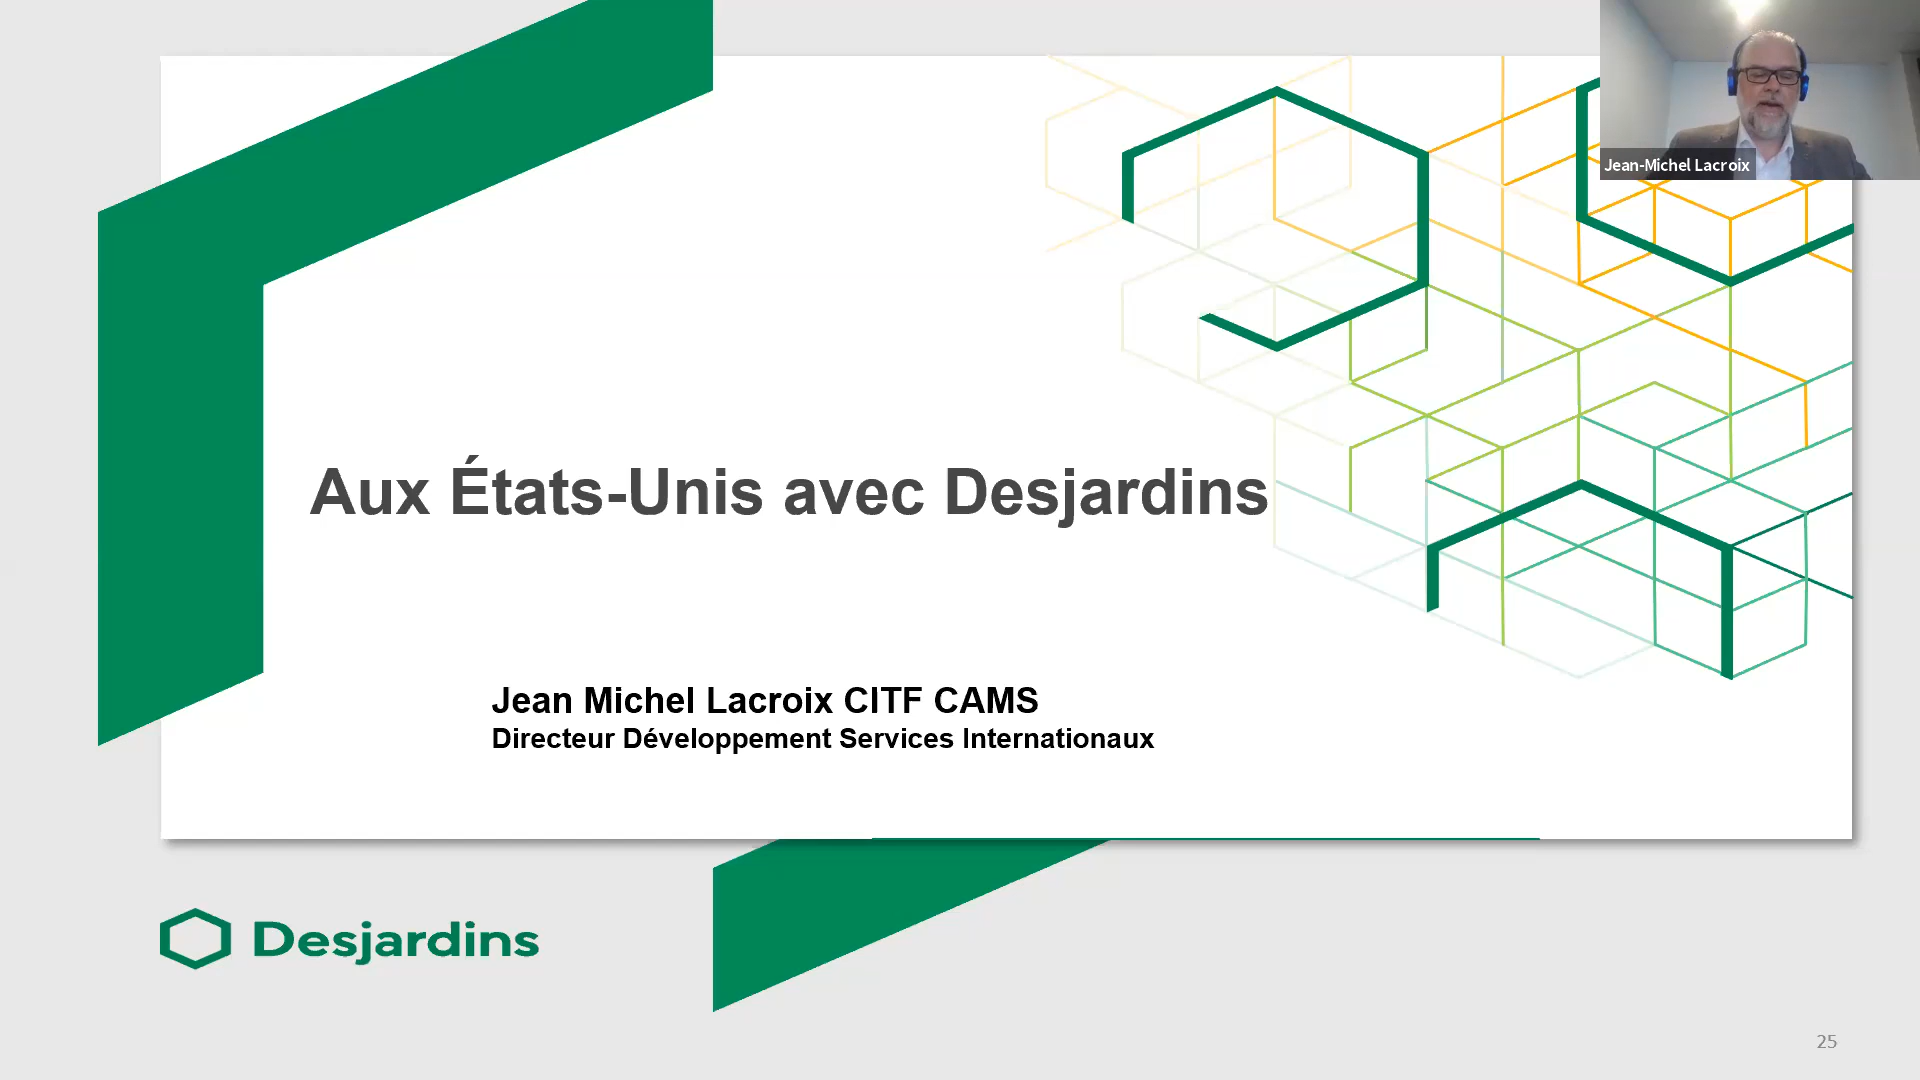 Jean-Michel Lacroix
Aux États-Unis avec Desjardins
Jean Michel Lacroix CITF CAMS
Directeur Développement Services Internationaux
Desjardins
25